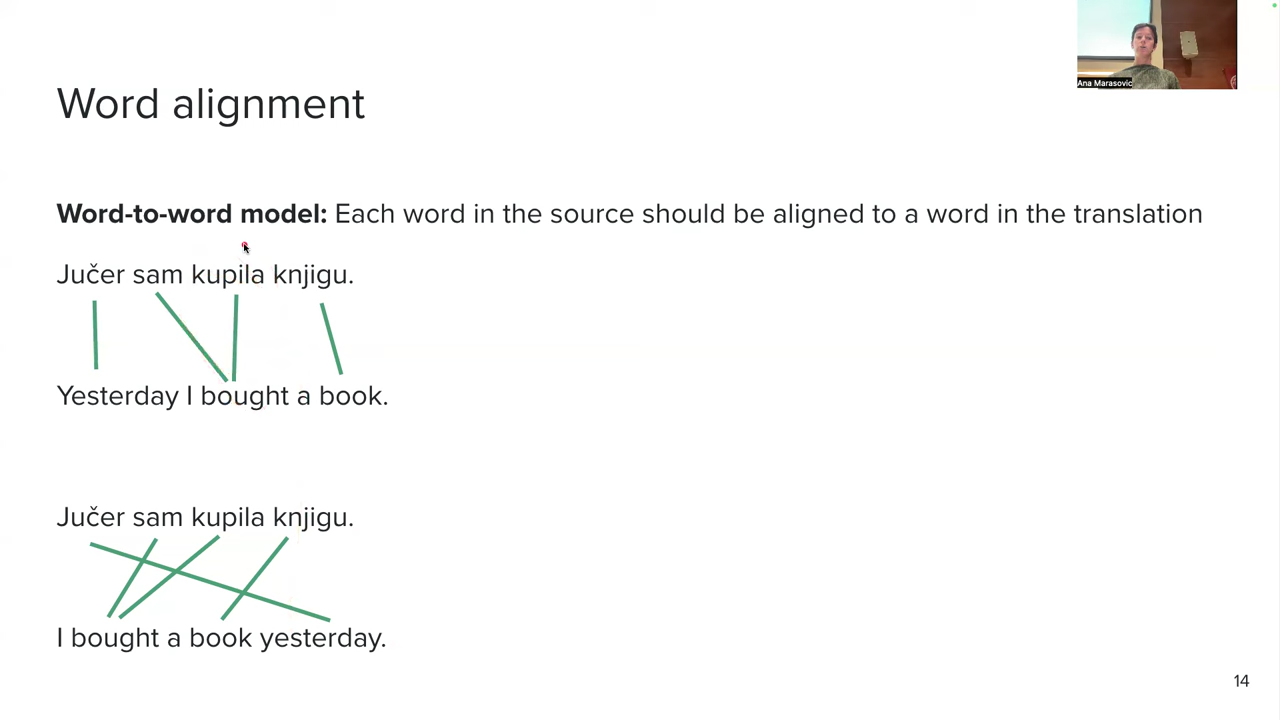 Ana Marasovic
Word alignment
Word-to-word model: Each word in the source should be aligned to a word in the translation
Jučer sam kupila knjigu.
Yesterday I bought a book.
Jučer sam kupila knjigu.
I bought a book yesterday.
14